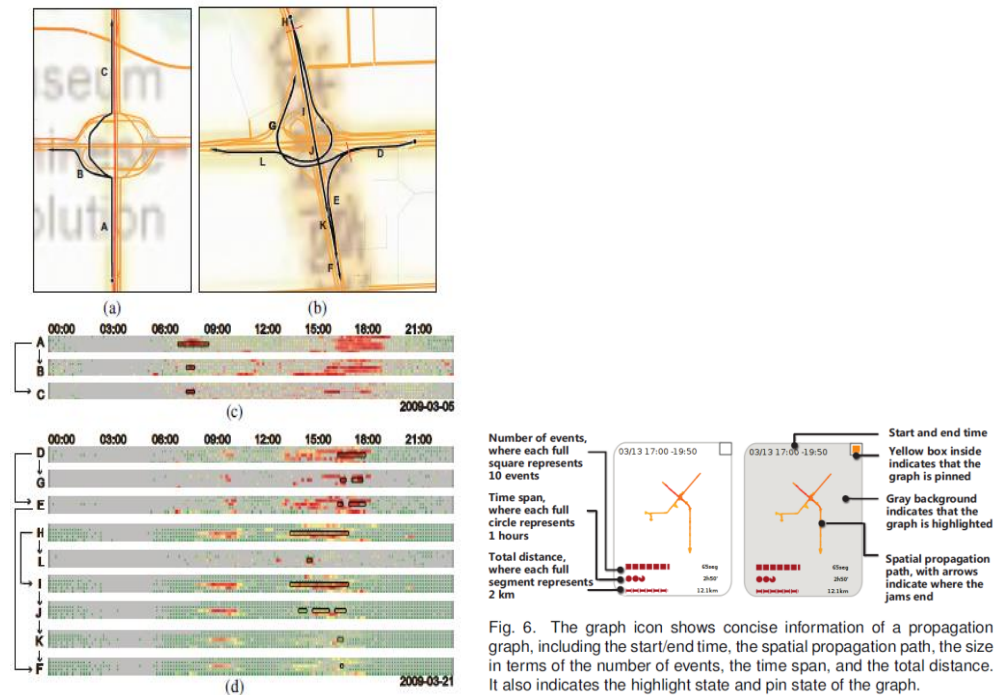 H
C
useum
G
I
J
hinese
L
D
B
E
olution
A
K
F
(a)
(b)
00:00 03:00 06:00 09:00 12:00 15:00 18:00 21:00
A
B
C
(c)
2009-03-05
00:00 03:00 06:00 09:00 12:00 15:00 18:00 21:00
D
G
E
H
L
I
J
K
F
(d)
2009-03-21
Number of events,
where each full
square represents
10 events
Time span,
where each full
circle represents
1 hours
Total distance,
where each full
segment represents
2 km
03/13 17:00 -19:50
65seg
2h50'
12.1km
03/13 17:00 -19:50
65seg
2h50'
12.1km
Start and end time
Yellow box inside
indicates that the
graph is pinned
Gray background
indicates that the
graph is highlighted
Spatial propagation
path, with arrows
indicate where the
jams end
Fig. 6. The graph icon shows concise information of a propagation
graph, including the start/end time, the spatial propagation path, the size
in terms of the number of events, the time span, and the total distance.
It also indicates the highlight state and pin state of the graph.